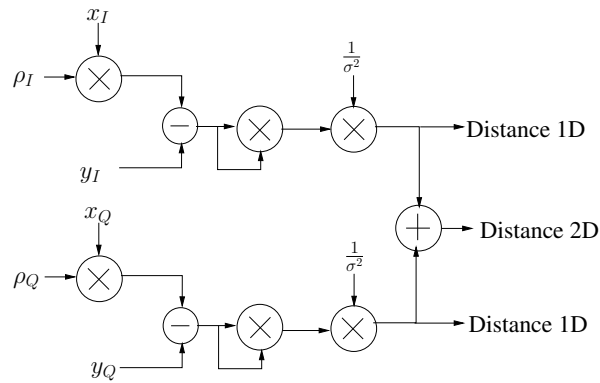 x_I
1/σ²
ρ_I
×
×
×
−
Distance 1D
y_I
x_Q
+
Distance 2D
1/σ²
ρ_Q
×
×
×
−
Distance 1D
y_Q